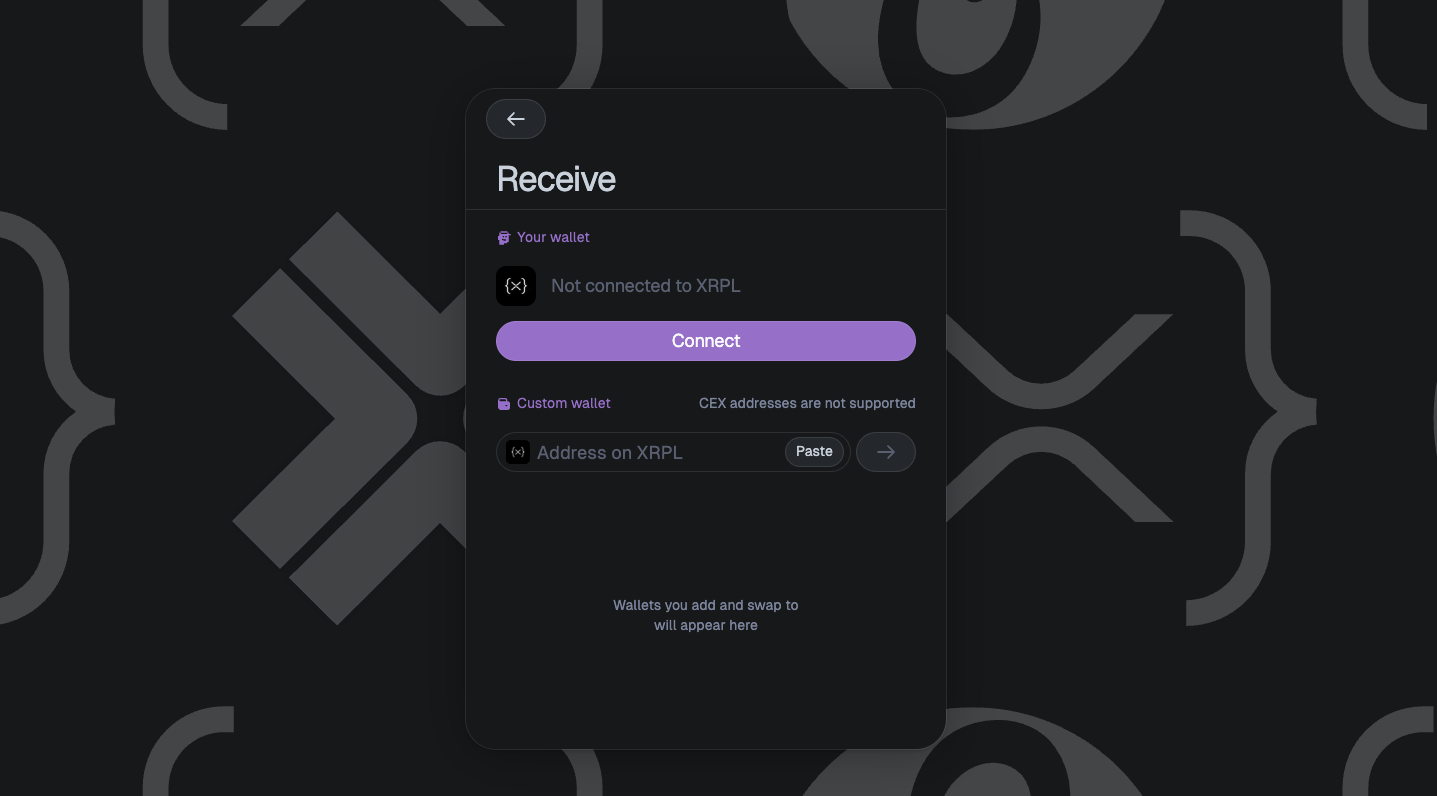 Receive
Your wallet
Not connected to XRPL
Connect
Custom wallet
CEX addresses are not supported
Address on XRPL
Paste
Wallets you add and swap to
will appear here